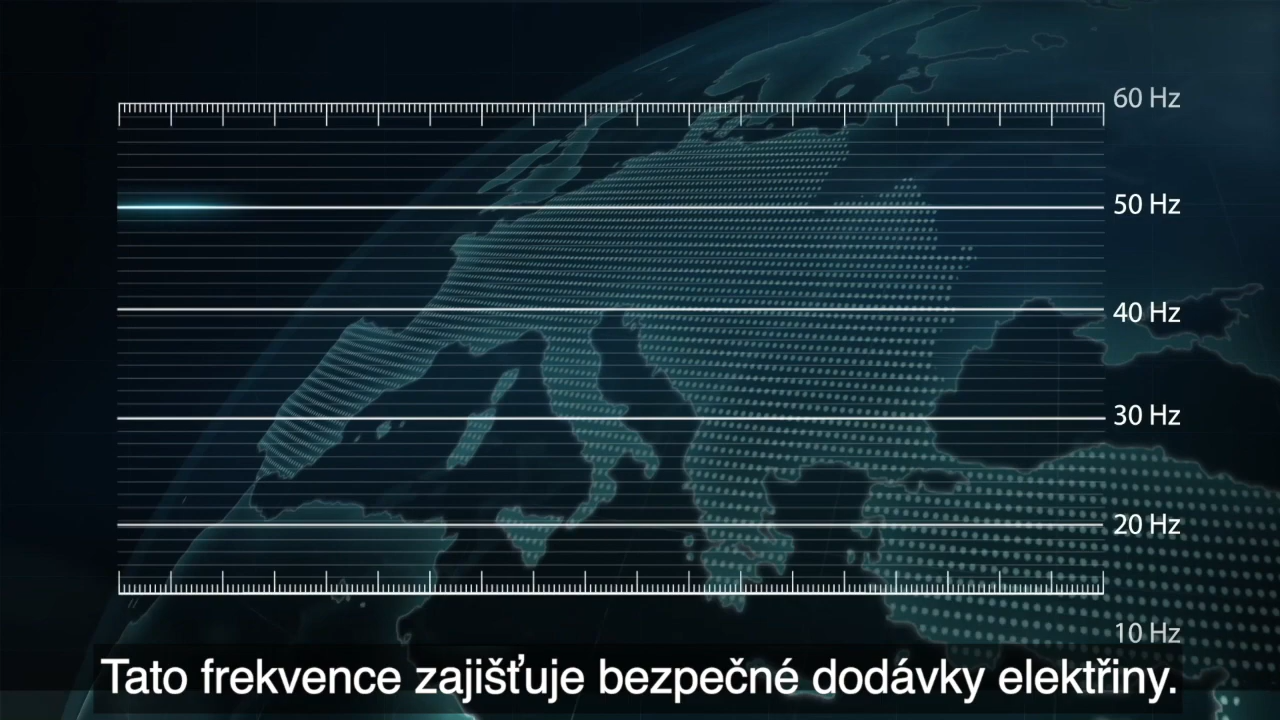 60 Hz
50 Hz
40 Hz
30 Hz
20 Hz
10 Hz
Tato frekvence zajišťuje bezpečné dodávky elektřiny.